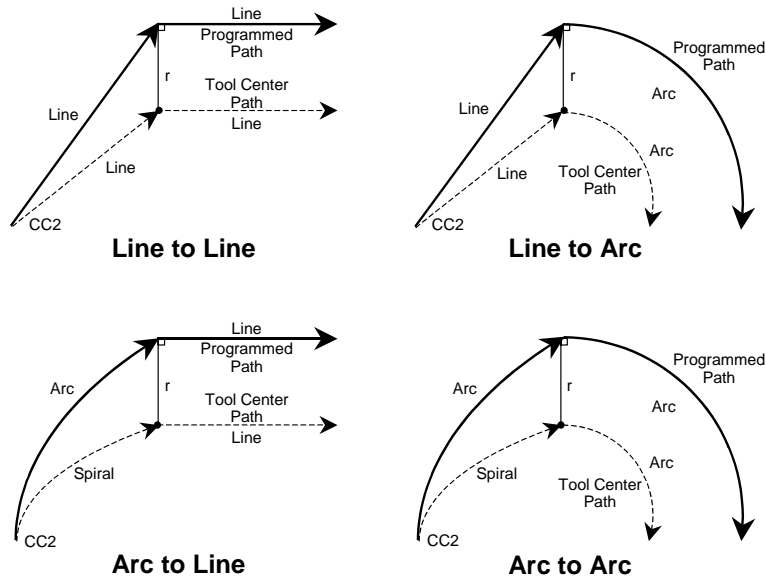 Line
Programmed
Path
r
Tool Center
Path
Line
Line
Line
CC2
Line to Line
Programmed
Path
r
Arc
Line
Arc
Line
Tool Center
Path
CC2
Line to Arc
Line
Programmed
Path
Arc
r
Tool Center
Path
Line
Spiral
CC2
Arc to Line
Programmed
Path
Arc
r
Arc
Arc
Spiral
Tool Center
Path
CC2
Arc to Arc